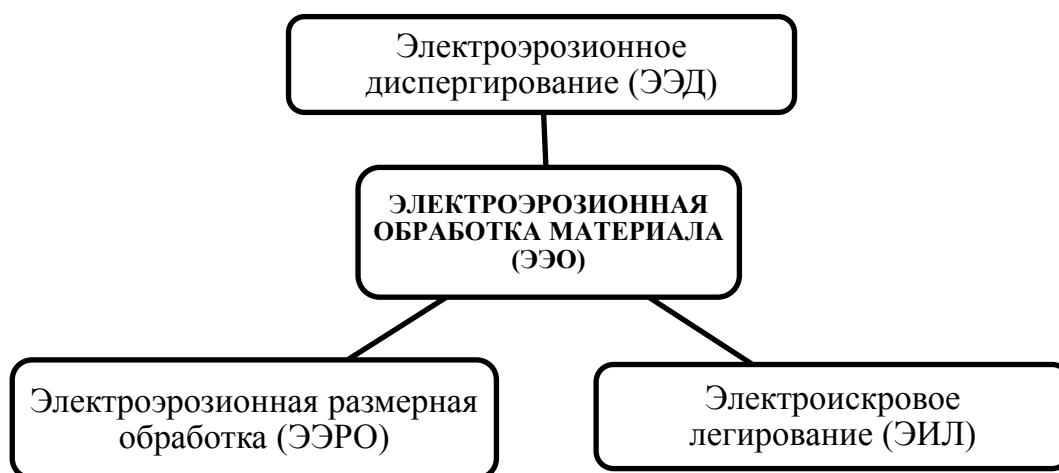 Электроэрозионное
диспергирование (ЭЭД)
ЭЛЕКТРОЭРОЗИОННАЯ
ОБРАБОТКА МАТЕРИАЛА
(ЭЭО)
Электроэрозионная размерная
обработка (ЭЭРО)
Электроискровое
легирование (ЭИЛ)